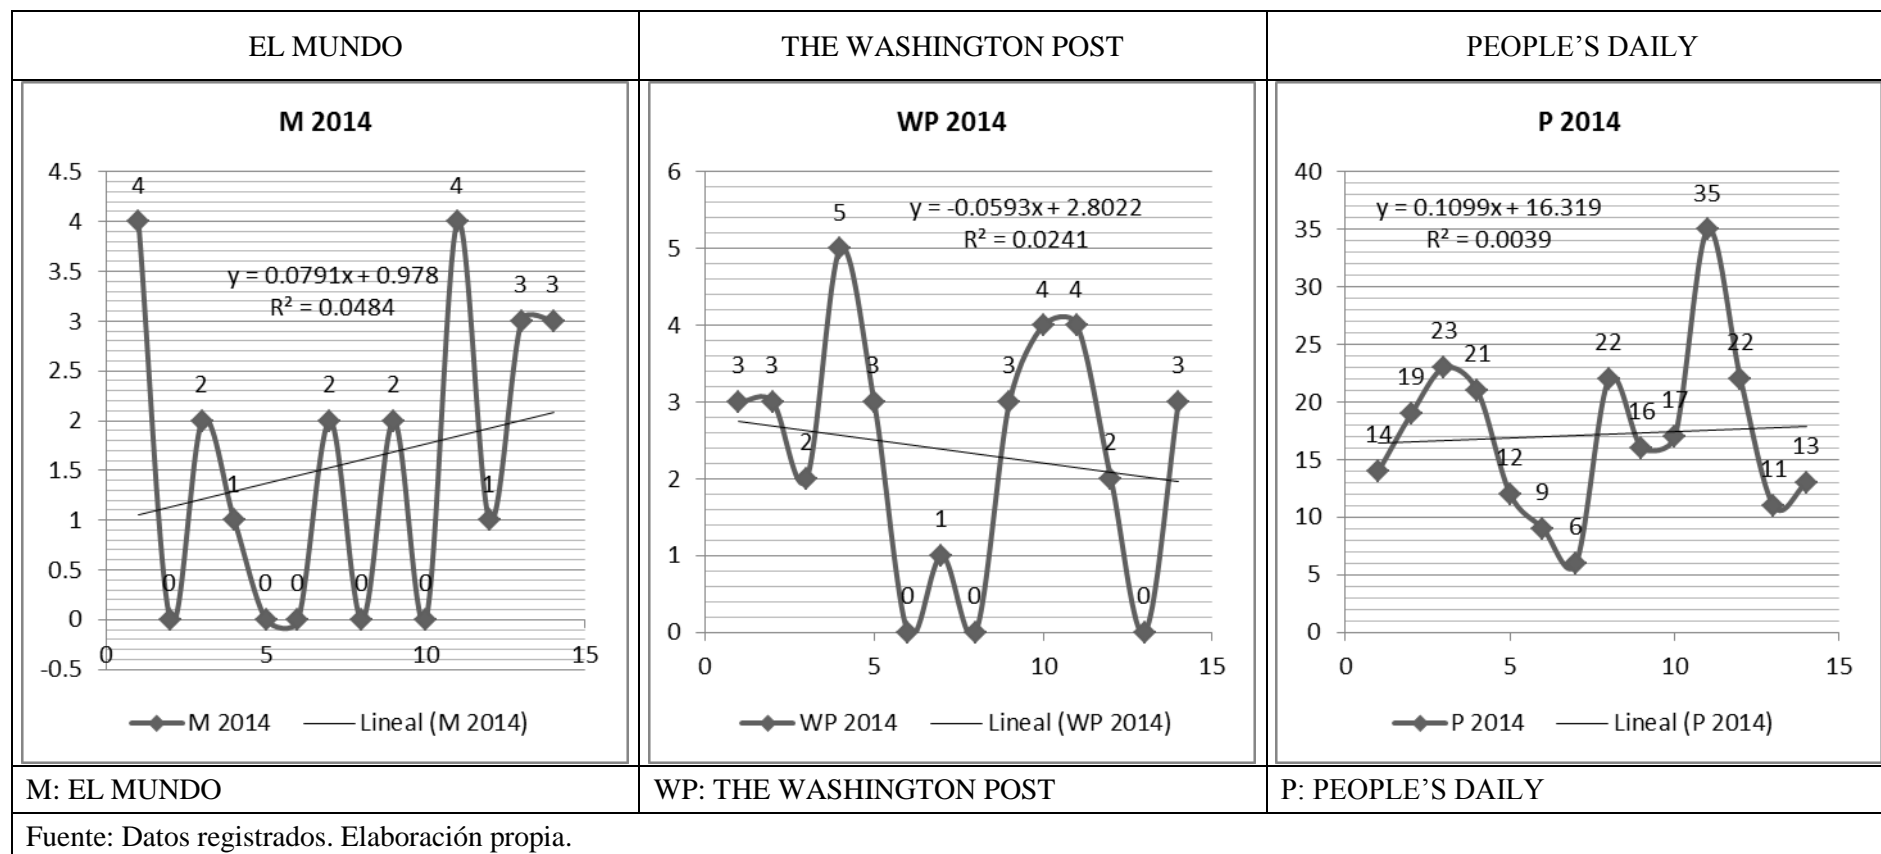 EL MUNDO
THE WASHINGTON POST
PEOPLE'S DAILY
M 2014
4.5
4
3.5
3
2.5
2
1.5
1
0.5
0
-0.5
0 5 10 15
4 0 2 1 0 0 2 0 2 0 4 1 3 3
y = 0.0791x + 0.978
R² = 0.0484
M 2014 Lineal (M 2014)
WP 2014
6
5
4
3
2
1
0
0 5 10 15
3 3 2 5 3 0 1 0 3 4 4 2 0 3
y = -0.0593x + 2.8022
R² = 0.0241
WP 2014 Lineal (WP 2014)
P 2014
40
35
30
25
20
15
10
5
0
0 5 10 15
14 19 23 21 12 9 6 22 16 17 35 22 11 13
y = 0.1099x + 16.319
R² = 0.0039
P 2014 Lineal (P 2014)
M: EL MUNDO
WP: THE WASHINGTON POST
P: PEOPLE'S DAILY
Fuente: Datos registrados. Elaboración propia.